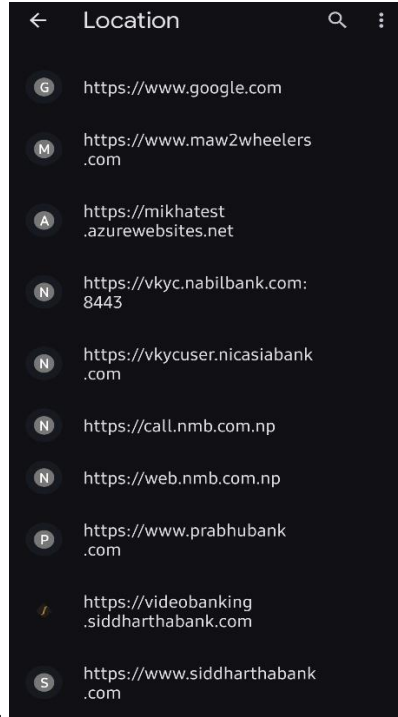 Location
G
https://www.google.com
M
https://www.maw2wheelers
.com
A
https://mikhatest
.azurewebsites.net
N
https://vkyc.nabilbank.com:
8443
N
https://vkycuser.nicasiabank
.com
N
https://call.nmb.com.np
N
https://web.nmb.com.np
P
https://www.prabhubank
.com
https://videobanking
.siddharthabank.com
S
https://www.siddharthabank
.com